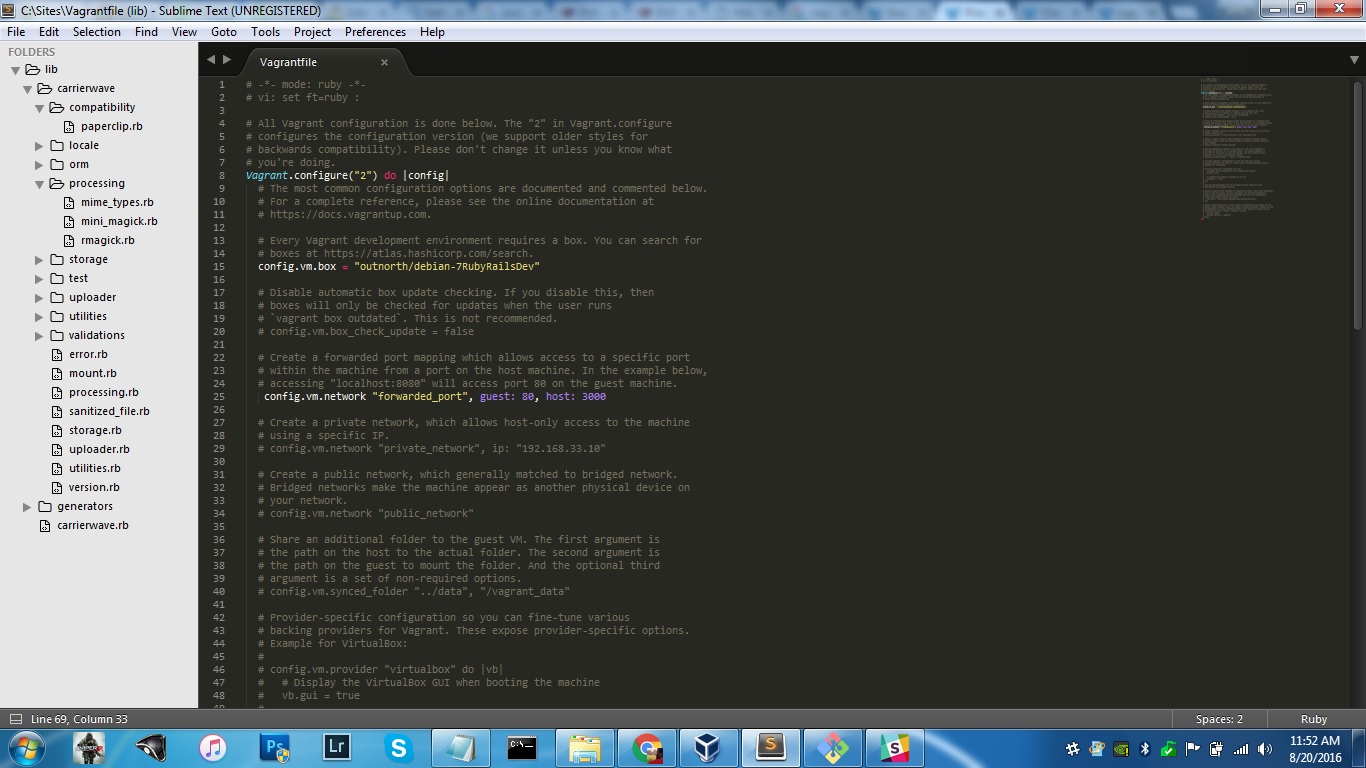 C:\Sites\Vagrantfile (lib) - Sublime Text (UNREGISTERED)
File Edit Selection Find View Goto Tools Project Preferences Help
FOLDERS
lib
carrierwave
compatibility
paperclip.rb
locale
orm
processing
mime_types.rb
mini_magick.rb
rmagick.rb
storage
test
uploader
utilities
validations
error.rb
mount.rb
processing.rb
sanitized_file.rb
storage.rb
uploader.rb
utilities.rb
version.rb
generators
carrierwave.rb
Vagrantfile
1 # -*- mode: ruby -*-
2 # vi: set ft=ruby :
3
4 # All Vagrant configuration is done below. The "2" in Vagrant.configure
5 # configures the configuration version (we support older styles for
6 # backwards compatibility). Please don't change it unless you know what
7 # you're doing.
8 Vagrant.configure("2") do |config|
9 # The most common configuration options are documented and commented below.
10 # For a complete reference, please see the online documentation at
11 # https://docs.vagrantup.com.
12
13 # Every Vagrant development environment requires a box. You can search for
14 # boxes at https://atlas.hashicorp.com/search.
15 config.vm.box = "outnorth/debian-7RubyRailsDev"
16
17 # Disable automatic box update checking. If you disable this, then
18 # boxes will only be checked for updates when the user runs
19 # `vagrant box outdated`. This is not recommended.
20 # config.vm.box_check_update = false
21
22 # Create a forwarded port mapping which allows access to a specific port
23 # within the machine from a port on the host machine. In the example below,
24 # accessing "localhost:8080" will access port 80 on the guest machine.
25 config.vm.network "forwarded_port", guest: 80, host: 3000
26
27 # Create a private network, which allows host-only access to the machine
28 # using a specific IP.
29 # config.vm.network "private_network", ip: "192.168.33.10"
30
31 # Create a public network, which generally matched to bridged network.
32 # Bridged networks make the machine appear as another physical device on
33 # your network.
34 # config.vm.network "public_network"
35
36 # Share an additional folder to the guest VM. The first argument is
37 # the path on the host to the actual folder. The second argument is
38 # the path on the guest to mount the folder. And the optional third
39 # argument is a set of non-required options.
40 # config.vm.synced_folder "../data", "/vagrant_data"
41
42 # Provider-specific configuration so you can fine-tune various
43 # backing providers for Vagrant. These expose provider-specific options.
44 # Example for VirtualBox:
45 #
46 # config.vm.provider "virtualbox" do |vb|
47 #   # Display the VirtualBox GUI when booting the machine
48 #   vb.gui = true
Line 69, Column 33
Spaces: 2
Ruby
Ps
Lr
11:52 AM
8/20/2016